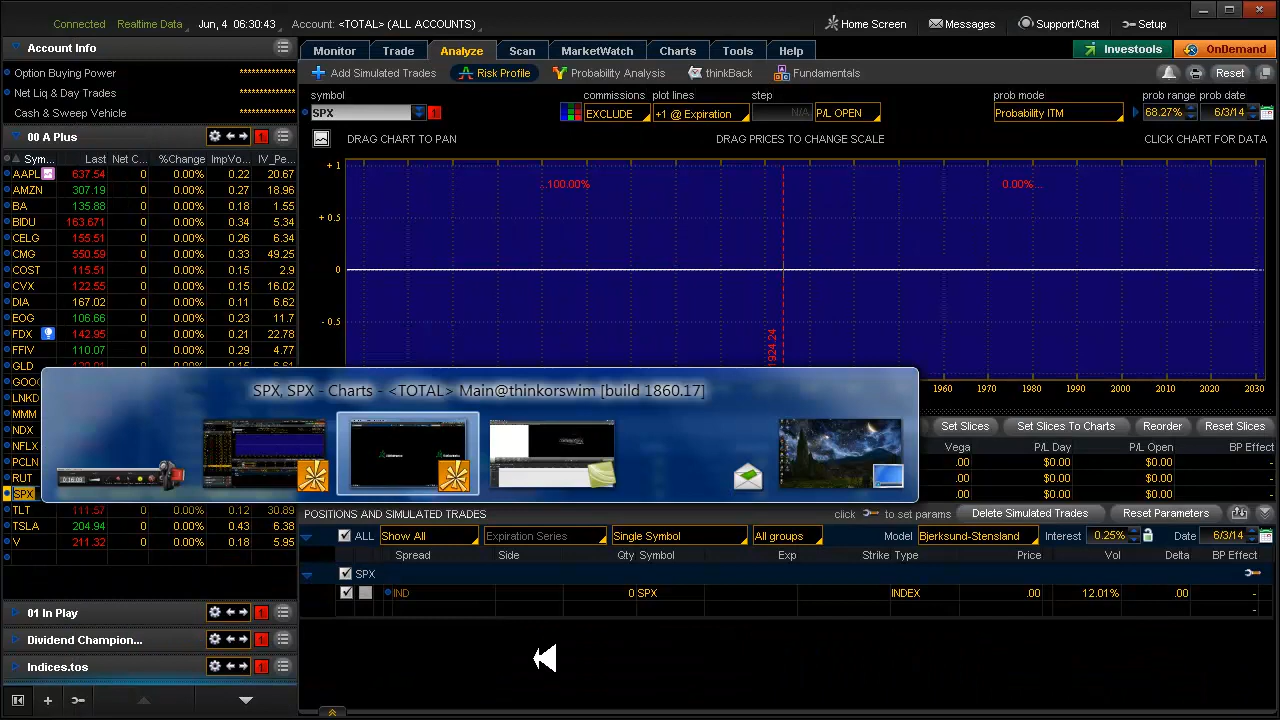 Connected Realtime Data Jun, 4 06:30:43 Account: <TOTAL> (ALL ACCOUNTS) Home Screen Messages Support/Chat Setup
Account Info
Monitor Trade Analyze Scan MarketWatch Charts Tools Help Investools OnDemand
Option Buying Power **************
Net Liq & Day Trades **************
Cash & Sweep Vehicle **************
Add Simulated Trades Risk Profile Probability Analysis thinkBack Fundamentals Reset
symbol commissions plot lines step prob mode prob range prob date
SPX 1 EXCLUDE +1 @ Expiration N/A P/L OPEN Probability ITM 68.27% 6/3/14
00 A Plus 1
DRAG CHART TO PAN DRAG PRICES TO CHANGE SCALE CLICK CHART FOR DATA
Sym... Last Net C... %Change ImpVo... IV_Pe...
AAPL 637.54 0 0.00% 0.22 20.67
AMZN 307.19 0 0.00% 0.27 18.96
BA 135.88 0 0.00% 0.18 1.55
BIDU 163.671 0 0.00% 0.34 5.34
CELG 155.51 0 0.00% 0.26 6.34
CMG 550.59 0 0.00% 0.33 49.25
COST 115.51 0 0.00% 0.15 2.9
CVX 122.55 0 0.00% 0.15 16.02
DIA 167.02 0 0.00% 0.11 6.62
EOG 106.66 0 0.00% 0.23 11.7
FDX 142.95 0 0.00% 0.21 22.78
FFIV 110.07 0 0.00% 0.29 4.77
GLD
GOO
LNKD
MMM
NDX
NFLX
PCLN
RUT
SPX
TLT 111.57 0 0.00% 0.12 30.89
TSLA 204.94 0 0.00% 0.43 6.38
V 211.32 0 0.00% 0.18 5.95
+ 1
..100.00% 0.00%...
+ 0.5
0
- 0.5
1924.24
1960 1970 1980 1990 2000 2010 2020 2030
SPX, SPX - Charts - <TOTAL> Main@thinkorswim [build 1860.17]
Set Slices Set Slices To Charts Reorder Reset Slices
Vega P/L Day P/L Open BP Effect
.00 $0.00 $0.00
.00 $0.00 $0.00
.00 $0.00 $0.00
POSITIONS AND SIMULATED TRADES click to set params Delete Simulated Trades Reset Parameters
ALL Show All Expiration Series Single Symbol All groups Model Bjerksund-Stensland Interest 0.25% Date 6/3/14
Spread Side Qty Symbol Exp Strike Type Price Vol Delta BP Effect
SPX
-
IND 0 SPX INDEX .00 12.01% .00 -
-
01 In Play 1
Dividend Champion... 1
Indices.tos 1